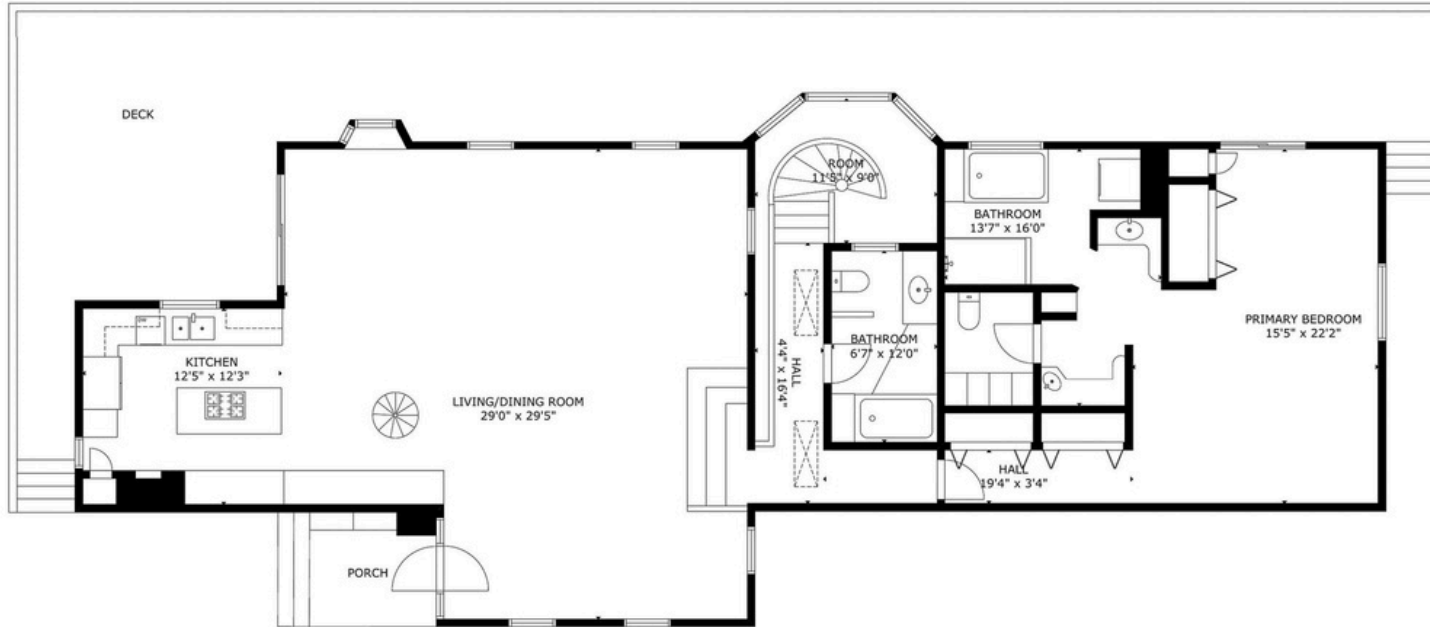 DECK
ROOM
11'5" x 9'0"
BATHROOM
13'7" x 16'0"
PRIMARY BEDROOM
15'5" x 22'2"
DW
KITCHEN
12'5" x 12'3"
BATHROOM
6'7" x 12'0"
HALL
4'4" x 16'4"
LIVING/DINING ROOM
29'0" x 29'5"
HALL
19'4" x 3'4"
PORCH